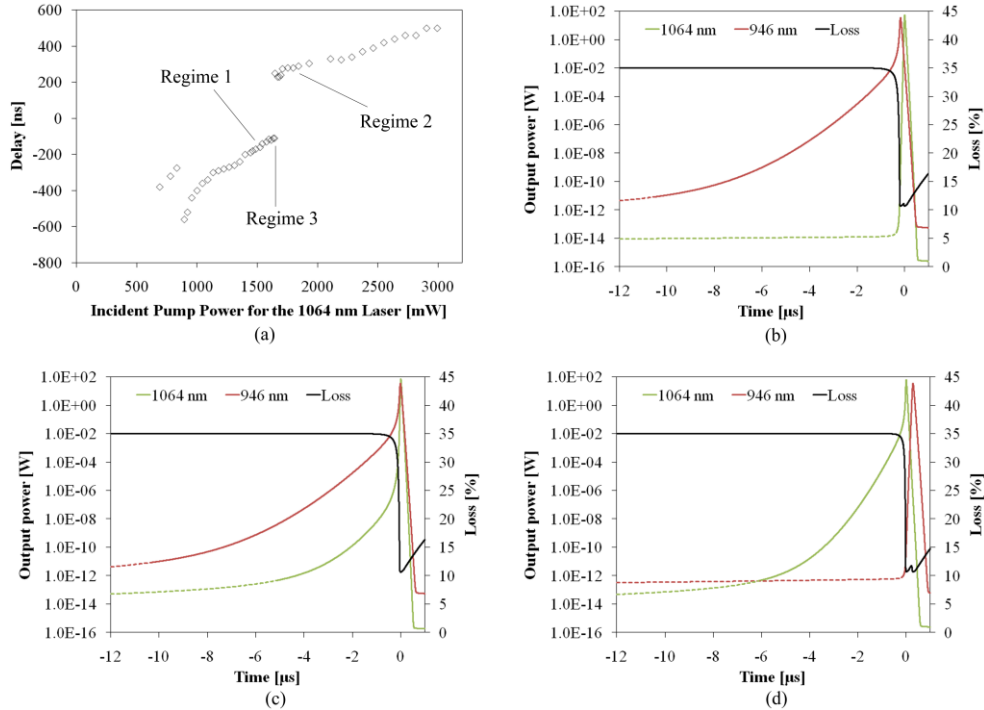 600
400
200
0
-200
-400
-600
-800
Delay [ns]
Regime 1
Regime 2
Regime 3
0 500 1000 1500 2000 2500 3000
Incident Pump Power for the 1064 nm Laser [mW]
(a)
1064 nm 946 nm Loss
1.0E+02
1.0E+00
1.0E-02
1.0E-04
1.0E-06
1.0E-08
1.0E-10
1.0E-12
1.0E-14
1.0E-16
Output power [W]
45
40
35
30
25
20
15
10
5
0
Loss [%]
-12 -10 -8 -6 -4 -2 0
Time [µs]
(b)
1064 nm 946 nm Loss
1.0E+02
1.0E+00
1.0E-02
1.0E-04
1.0E-06
1.0E-08
1.0E-10
1.0E-12
1.0E-14
1.0E-16
Output power [W]
45
40
35
30
25
20
15
10
5
0
Loss [%]
-12 -10 -8 -6 -4 -2 0
Time [µs]
(c)
1064 nm 946 nm Loss
1.0E+02
1.0E+00
1.0E-02
1.0E-04
1.0E-06
1.0E-08
1.0E-10
1.0E-12
1.0E-14
1.0E-16
Output power [W]
45
40
35
30
25
20
15
10
5
0
Loss [%]
-12 -10 -8 -6 -4 -2 0
Time [µs]
(d)